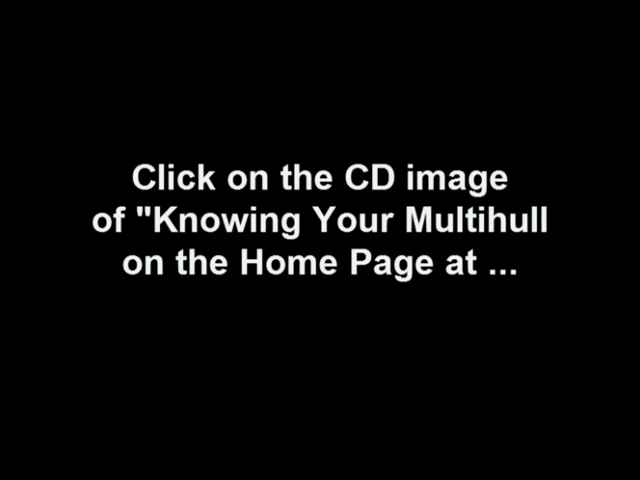 Click on the CD image
of "Knowing Your Multihull
on the Home Page at ...